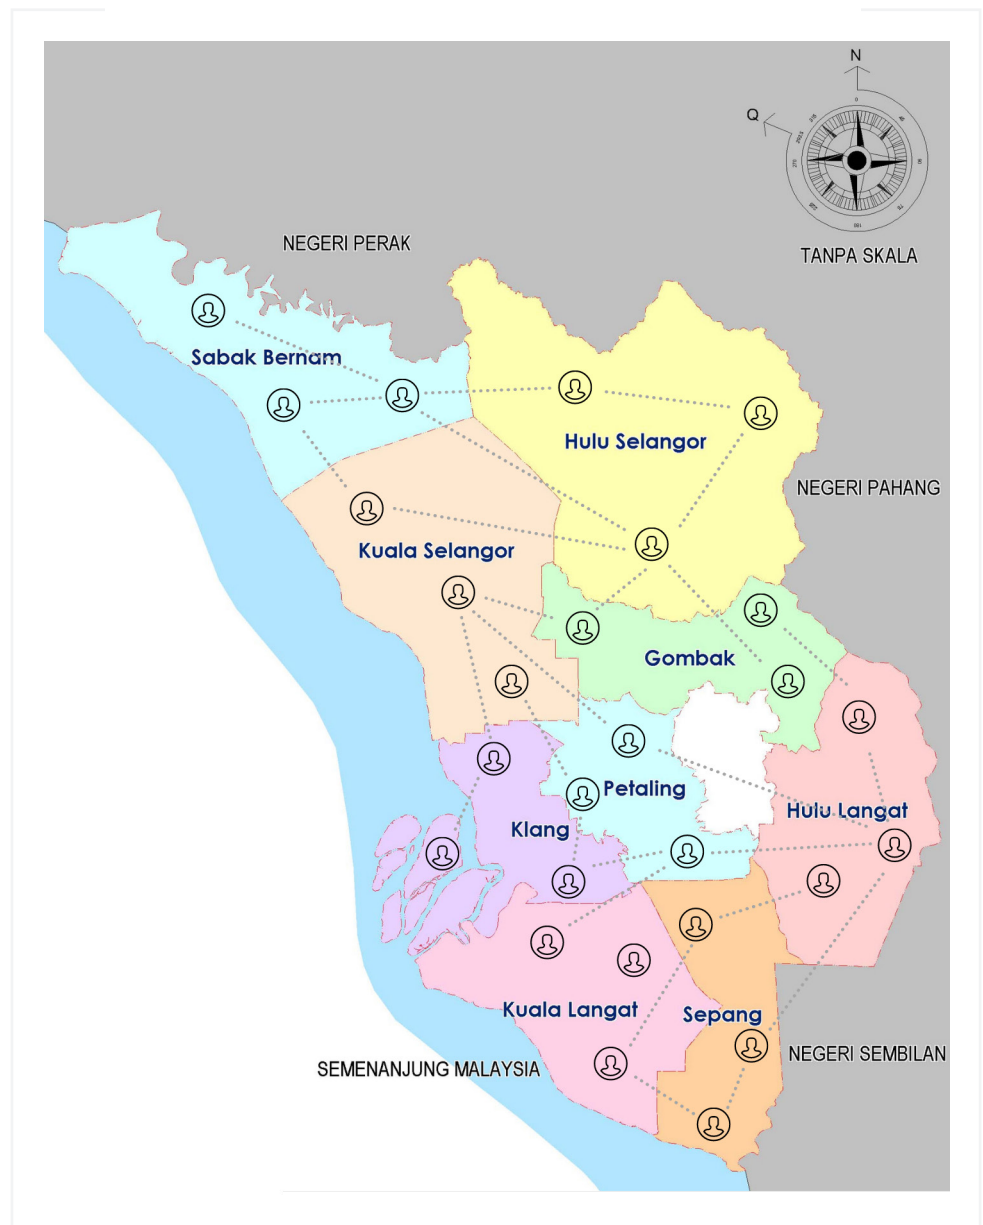 N
Q
TANPA SKALA
NEGERI PERAK
Sabak Bernam
Hulu Selangor
NEGERI PAHANG
Kuala Selangor
Gombak
Petaling
Hulu Langat
Klang
Kuala Langat
Sepang
NEGERI SEMBILAN
SEMENANJUNG MALAYSIA